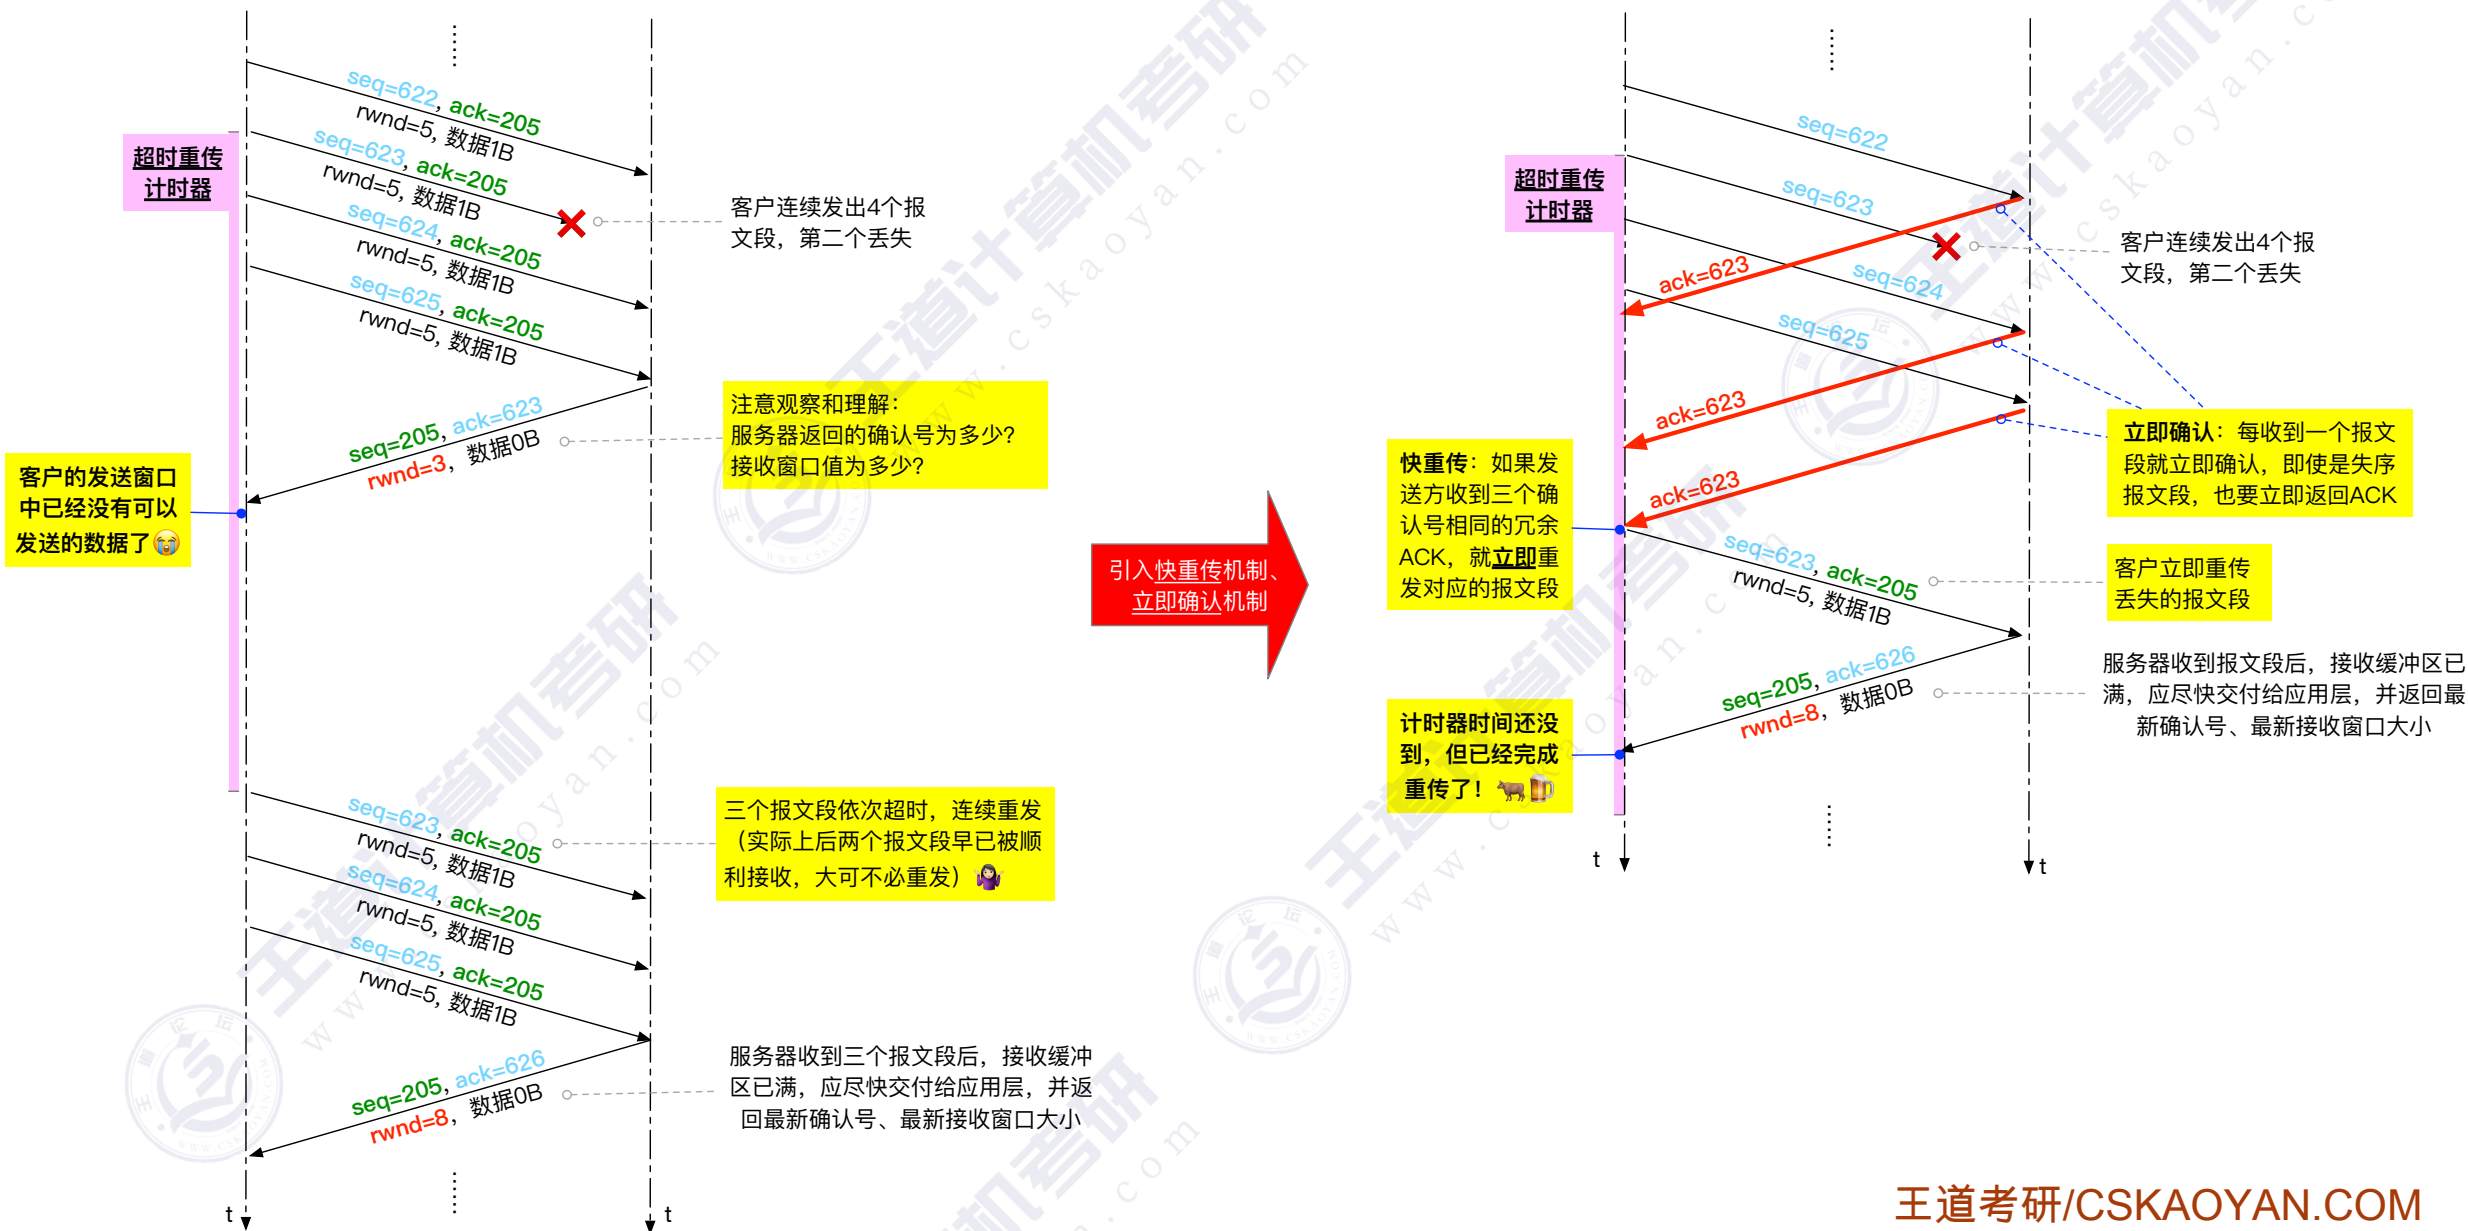 ……
seq=622, ack=205
rwnd=5, 数据1B
超时重传
计时器
seq=623, ack=205
rwnd=5, 数据1B
客户连续发出4个报
文段，第二个丢失
seq=624, ack=205
rwnd=5, 数据1B
seq=625, ack=205
rwnd=5, 数据1B
注意观察和理解：
服务器返回的确认号为多少？
接收窗口值为多少？
seq=205, ack=623
rwnd=3，数据0B
客户的发送窗口
中已经没有可以
发送的数据了😭
三个报文段依次超时，连续重发
（实际上后两个报文段早已被顺
利接收，大可不必重发）🤷‍♀️
seq=623, ack=205
rwnd=5, 数据1B
seq=624, ack=205
rwnd=5, 数据1B
seq=625, ack=205
rwnd=5, 数据1B
服务器收到三个报文段后，接收缓冲
区已满，应尽快交付给应用层，并返
回最新确认号、最新接收窗口大小
seq=205, ack=626
rwnd=8，数据0B
……
t
t
引入快重传机制、
立即确认机制
……
seq=622
超时重传
计时器
seq=623
客户连续发出4个报
文段，第二个丢失
ack=623
seq=624
seq=625
ack=623
立即确认：每收到一个报文
段就立即确认，即使是失序
报文段，也要立即返回ACK
ack=623
快重传：如果发
送方收到三个确
认号相同的冗余
ACK，就立即重
发对应的报文段
seq=623, ack=205
rwnd=5, 数据1B
客户立即重传
丢失的报文段
seq=205, ack=626
rwnd=8，数据0B
服务器收到报文段后，接收缓冲区已
满，应尽快交付给应用层，并返回最
新确认号、最新接收窗口大小
计时器时间还没
到，但已经完成
重传了！🐂🍺
……
t
t
王道计算机考研
www.cskaoyan.com
王道考研/CSKAOYAN.COM